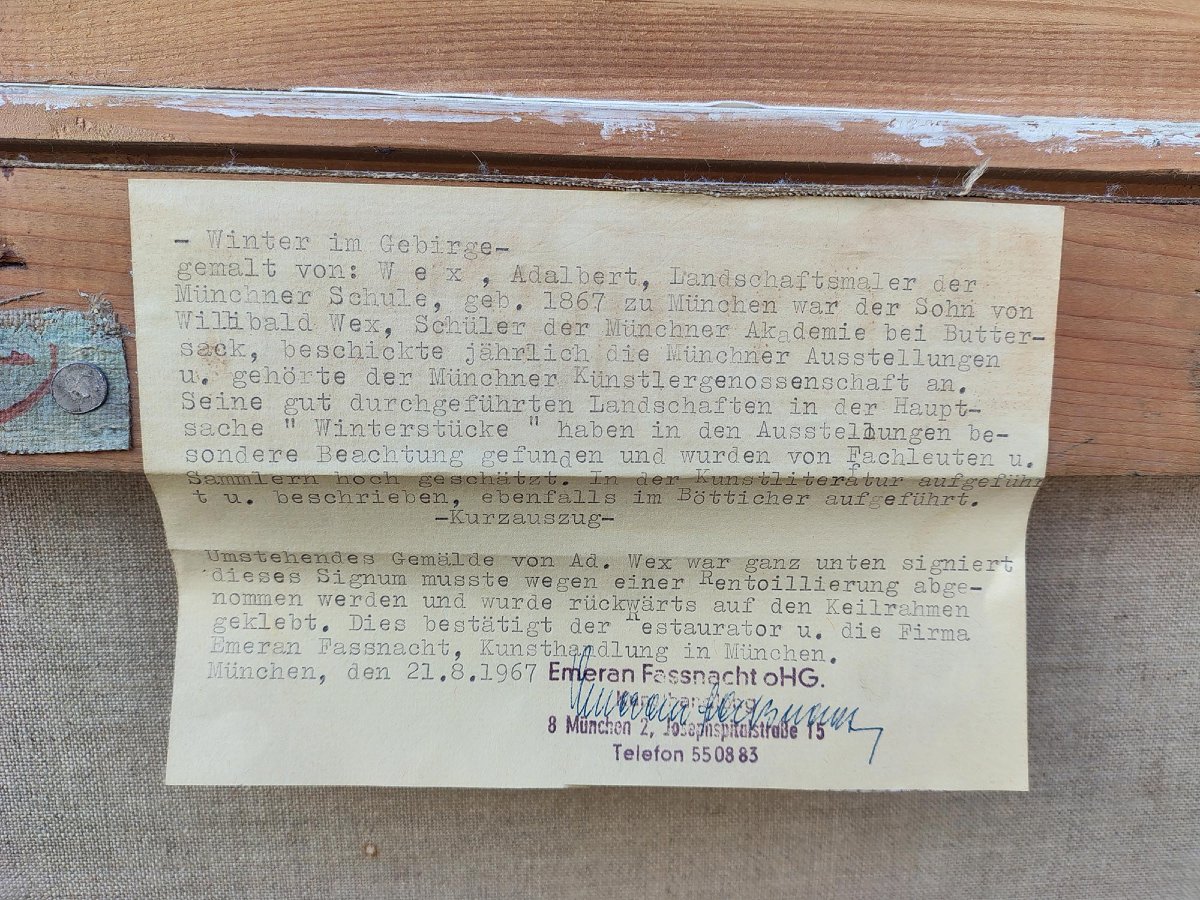 - Winter im Gebirge-
gemalt von: W e x , Adalbert, Landschaftsmaler der
Münchner Schule, geb. 1867 zu München war der Sohn von
Willibald Wex, Schüler der Münchner Akademie bei Butter-
sack, beschickte jährlich die Münchner Ausstellungen
u. gehörte der Münchner Künstlergenossenschaft an.
Seine gut durchgeführten Landschaften in der Haupt-
sache " Winterstücke " haben in den Ausstellungen be-
sondere Beachtung gefunden und wurden von Fachleuten u.
Sammlern hoch geschätzt. In der Kunstliteratur aufgeführ
t u. beschrieben, ebenfalls im Bötticher aufgeführt.
-Kurzauszug-
Umstehendes Gemälde von Ad. Wex war ganz unten signiert
dieses Signum musste wegen einer Rentoillierung abge-
nommen werden und wurde rückwärts auf den Keilrahmen
geklebt. Dies bestätigt der Restaurator u. die Firma
Emeran Fassnacht, Kunsthandlung in München.
München, den 21.8.1967 Emeran Fassnacht oHG.
Kunsthandlung
8 München 2, Josephspitalstraße 15
Telefon 550883